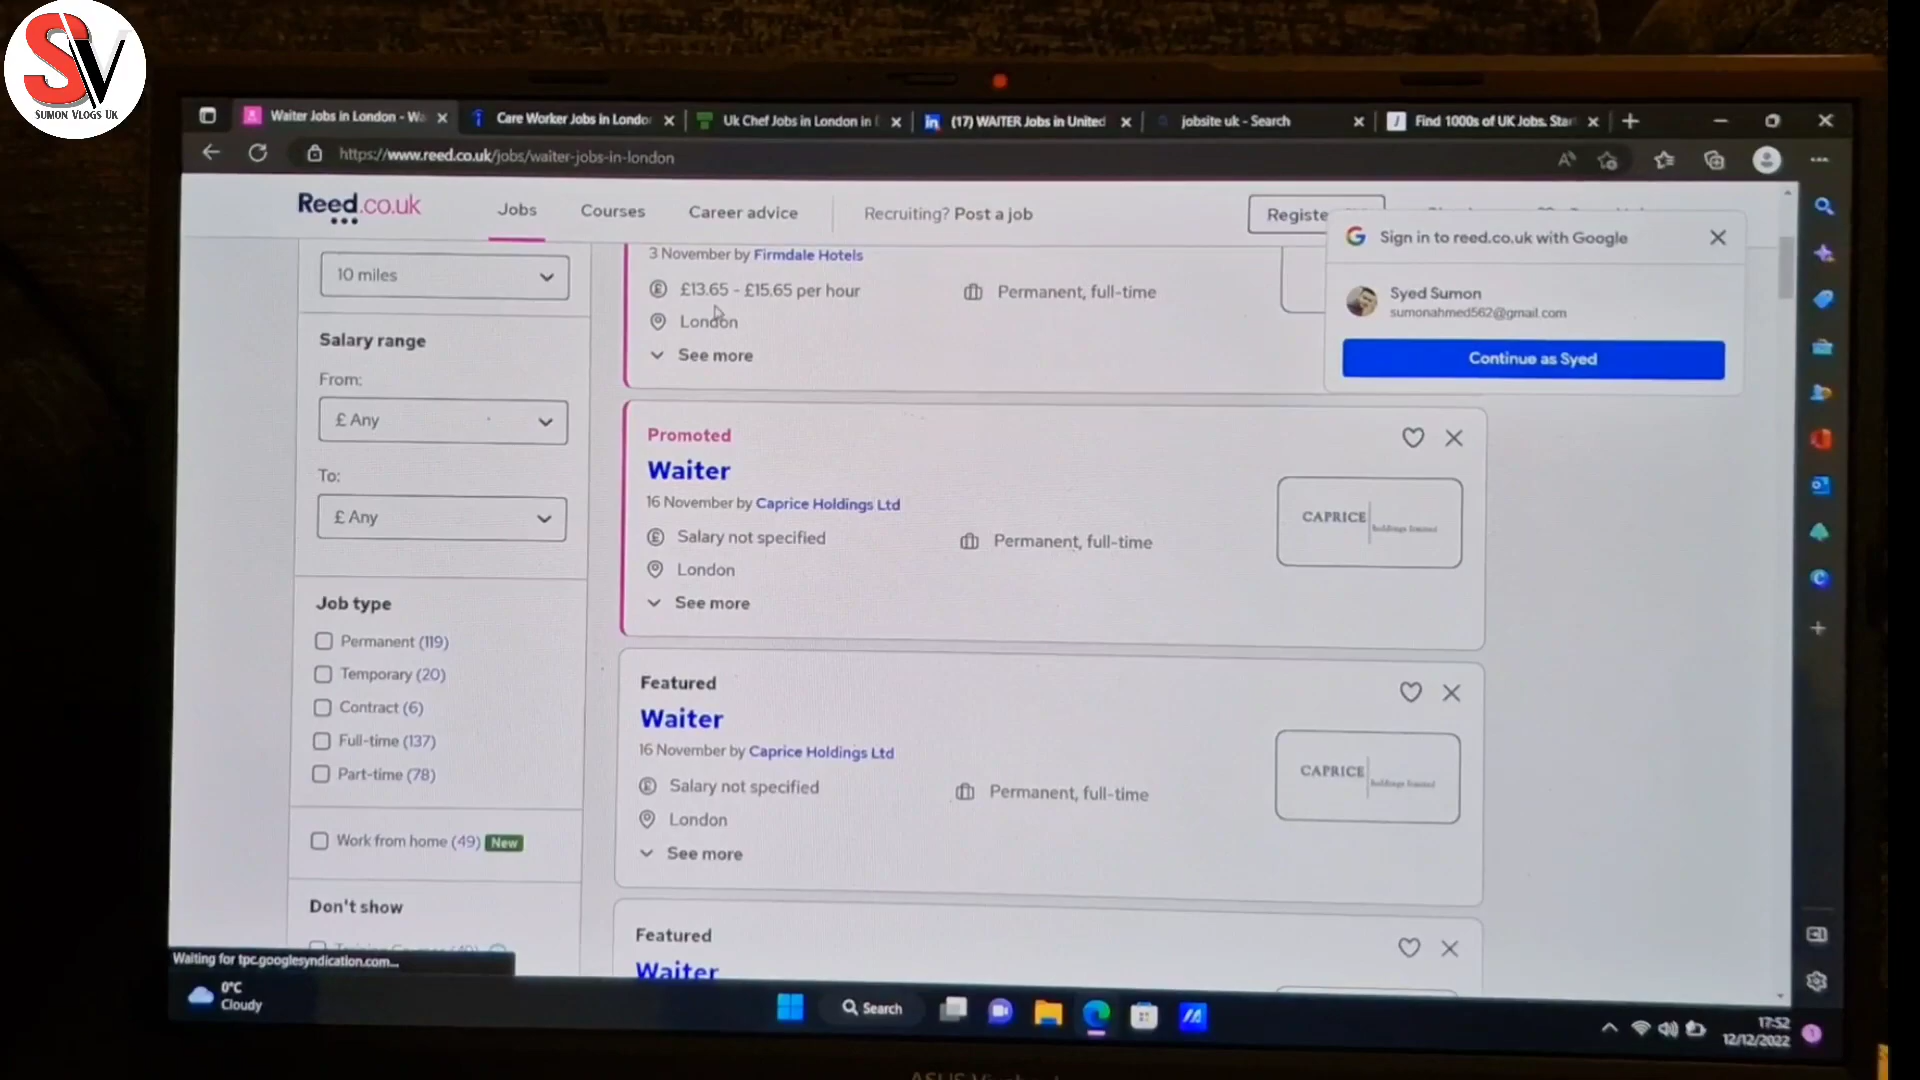 SV
SUMON VLOGS UK
Waiter Jobs in London - Wa
Care Worker Jobs in Londo
Uk Chef Jobs in London in
(17) WAITER Jobs in United
jobsite uk - Search
Find 1000s of UK Jobs. Star
https://www.reed.co.uk/jobs/waiter-jobs-in-london
Reed.co.uk
Jobs
Courses
Career advice
Recruiting? Post a job
Registe
Sign in to reed.co.uk with Google
Syed Sumon
sumonahmed562@gmail.com
Continue as Syed
10 miles
Salary range
From:
£ Any
To:
£ Any
Job type
Permanent (119)
Temporary (20)
Contract (6)
Full-time (137)
Part-time (78)
Work from home (49) New
Don't show
3 November by Firmdale Hotels
£13.65 - £15.65 per hour
Permanent, full-time
London
See more
Promoted
Waiter
16 November by Caprice Holdings Ltd
Salary not specified
Permanent, full-time
London
See more
CAPRICE holdings limited
Featured
Waiter
16 November by Caprice Holdings Ltd
Salary not specified
Permanent, full-time
London
See more
CAPRICE holdings limited
Featured
Waiter
Waiting for tpc.googlesyndication.com...
0°C
Cloudy
Search
17:52
12/12/2022